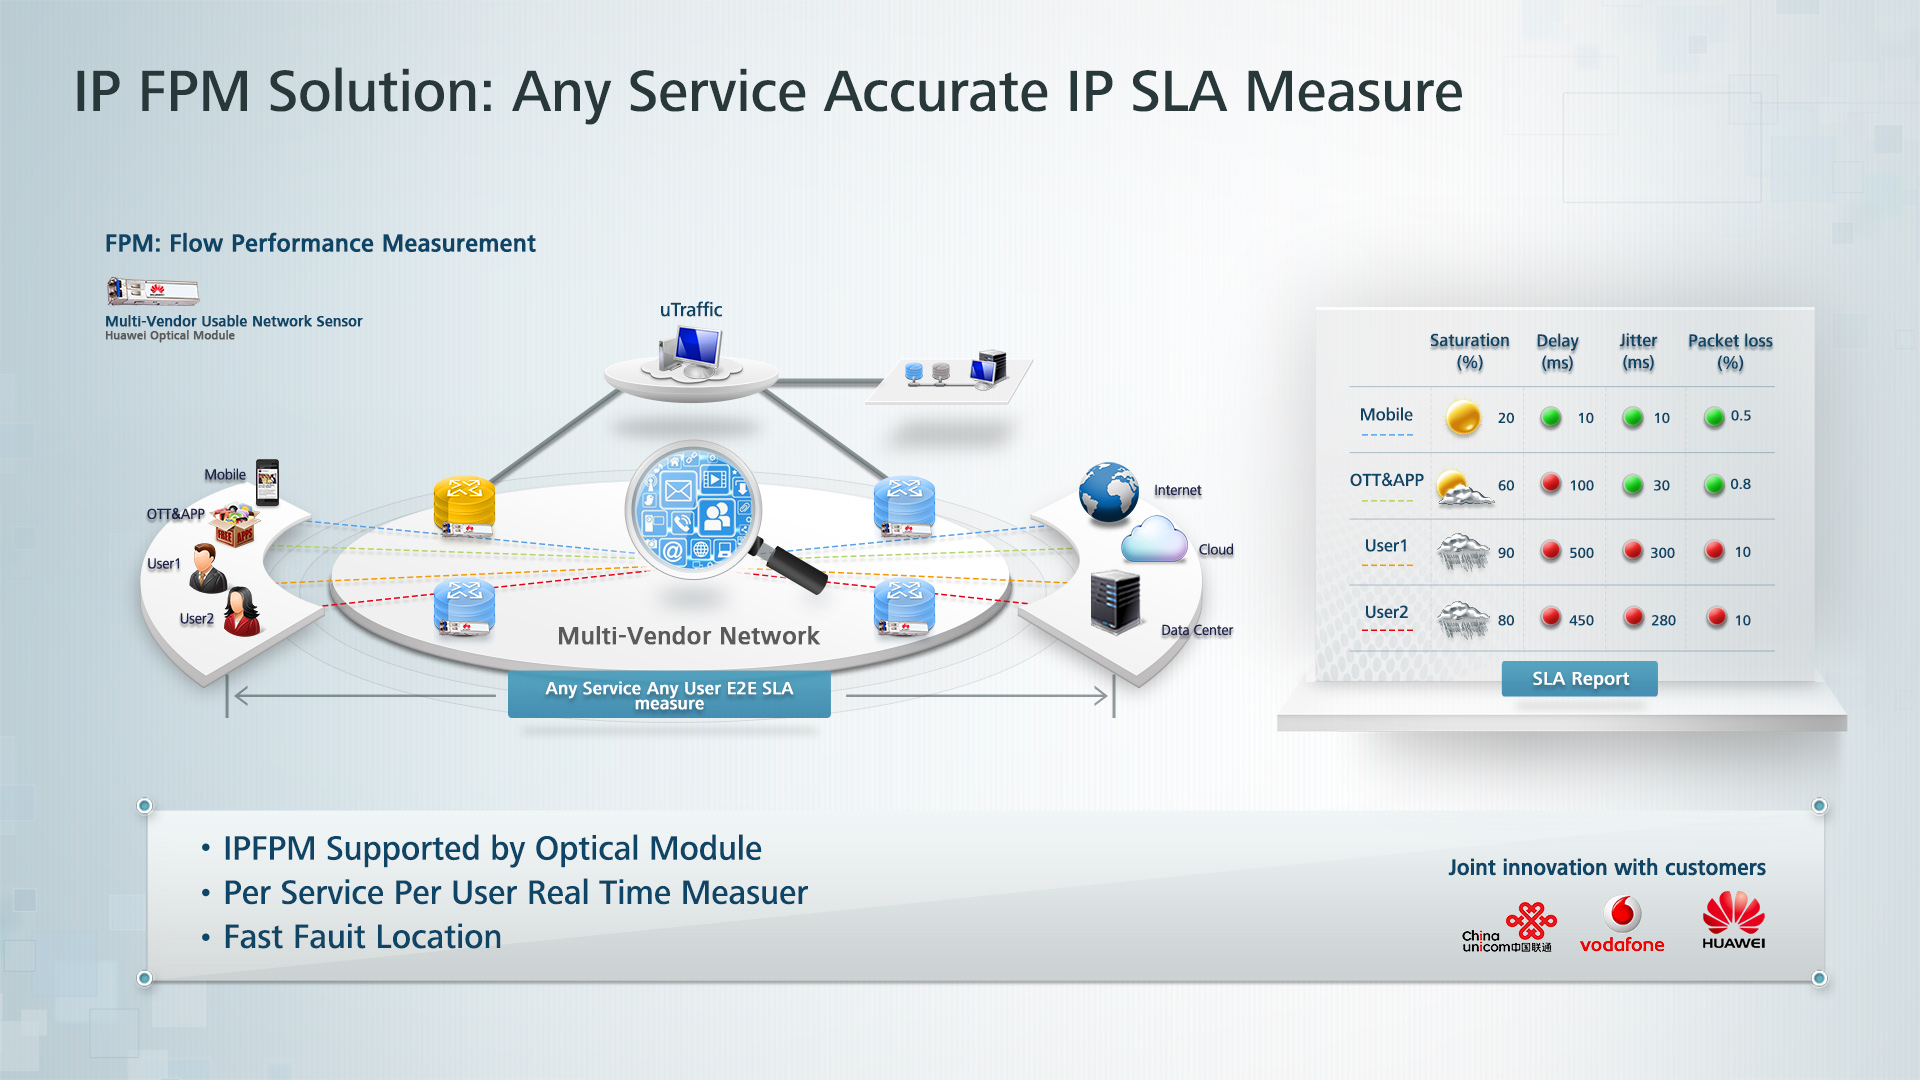 IP FPM Solution: Any Service Accurate IP SLA Measure
FPM: Flow Performance Measurement
Multi-Vendor Usable Network Sensor
Huawei Optical Module
uTraffic
Mobile
OTT&APP
FREE APPS
User1
User2
Internet
Cloud
Data Center
Multi-Vendor Network
Any Service Any User E2E SLA
measure
Saturation Delay Jitter Packet loss
(%) (ms) (ms) (%)
Mobile 20 10 10 0.5
OTT&APP 60 100 30 0.8
User1 90 500 300 10
User2 80 450 280 10
SLA Report
• IPFPM Supported by Optical Module
• Per Service Per User Real Time Measuer
• Fast Fauit Location
Joint innovation with customers
China
unicom中国联通
vodafone
HUAWEI